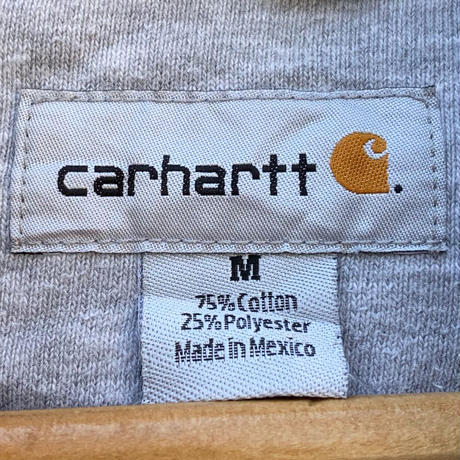 carhartt
M
75% Cotton
25% Polyester
Made in Mexico